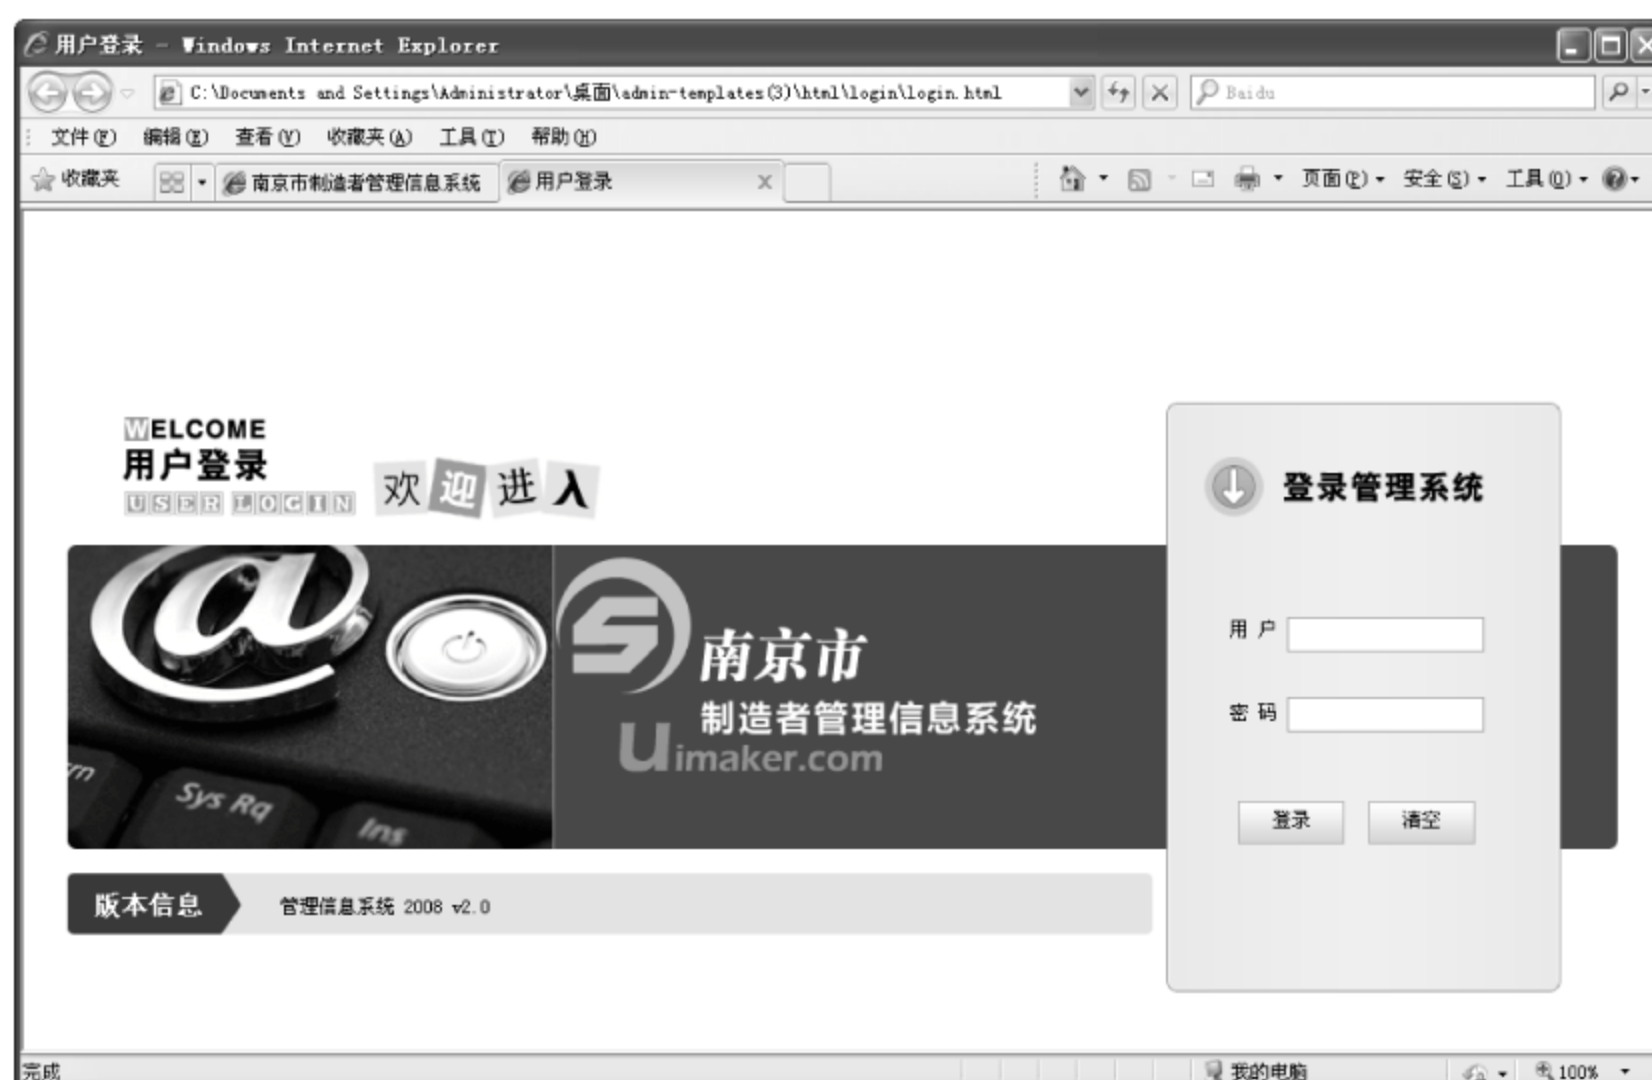 用户登录 - Windows Internet Explorer
C:\Documents and Settings\Administrator\桌面\admin-templates(3)\html\login\login.html
Baidu
文件(F) 编辑(E) 查看(V) 收藏夹(A) 工具(T) 帮助(H)
收藏夹 南京市制造者管理信息系统 用户登录 页面(P) 安全(S) 工具(O)
WELCOME
用户登录
USER LOGIN
欢迎进入
登录管理系统
Sys Rq
Ins
南京市
制造者管理信息系统
Uimaker.com
用 户
密 码
登录 清空
版本信息 管理信息系统 2008 v2.0
完成 我的电脑 100%